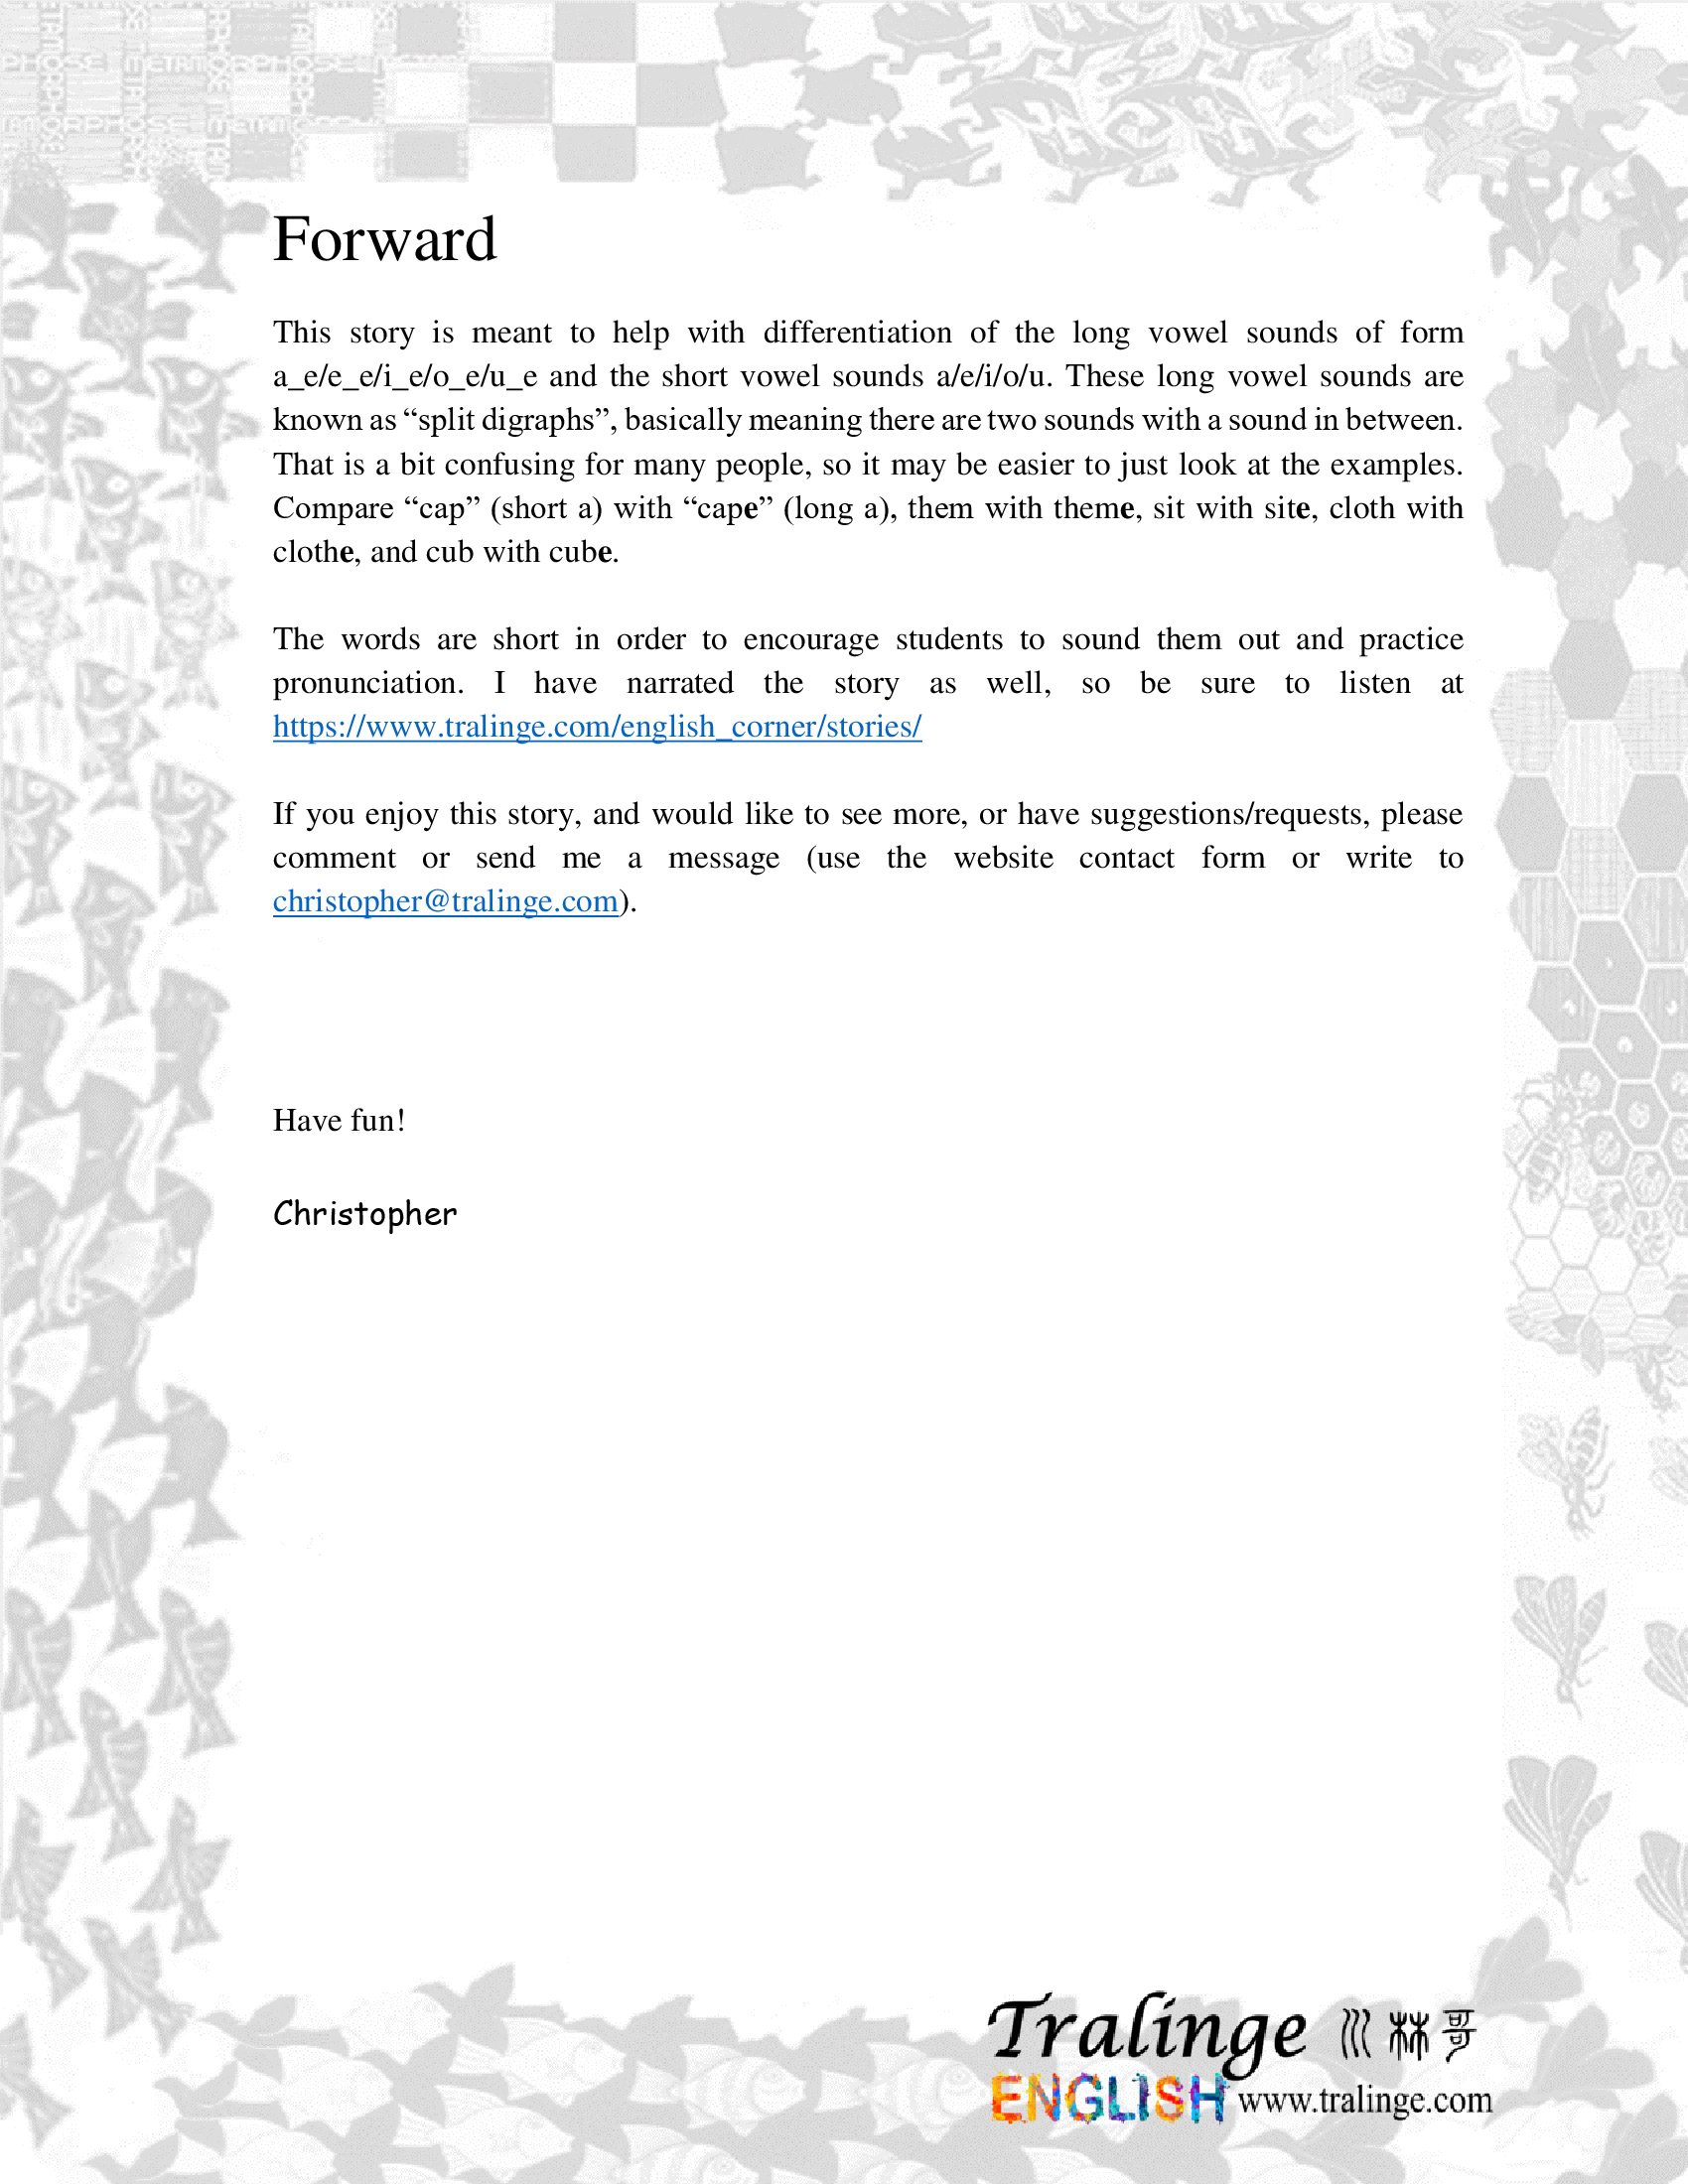 Forward
This story is meant to help with differentiation of the long vowel sounds of form
a_e/e_e/i_e/o_e/u_e and the short vowel sounds a/e/i/o/u. These long vowel sounds are
known as “split digraphs”, basically meaning there are two sounds with a sound in between.
That is a bit confusing for many people, so it may be easier to just look at the examples.
Compare “cap” (short a) with “cape” (long a), them with theme, sit with site, cloth with
clothe, and cub with cube.
The words are short in order to encourage students to sound them out and practice
pronunciation. I have narrated the story as well, so be sure to listen at
https://www.tralinge.com/english_corner/stories/
If you enjoy this story, and would like to see more, or have suggestions/requests, please
comment or send me a message (use the website contact form or write to
christopher@tralinge.com).
Have fun!
Christopher
Tralinge 川林哥
ENGLISH www.tralinge.com